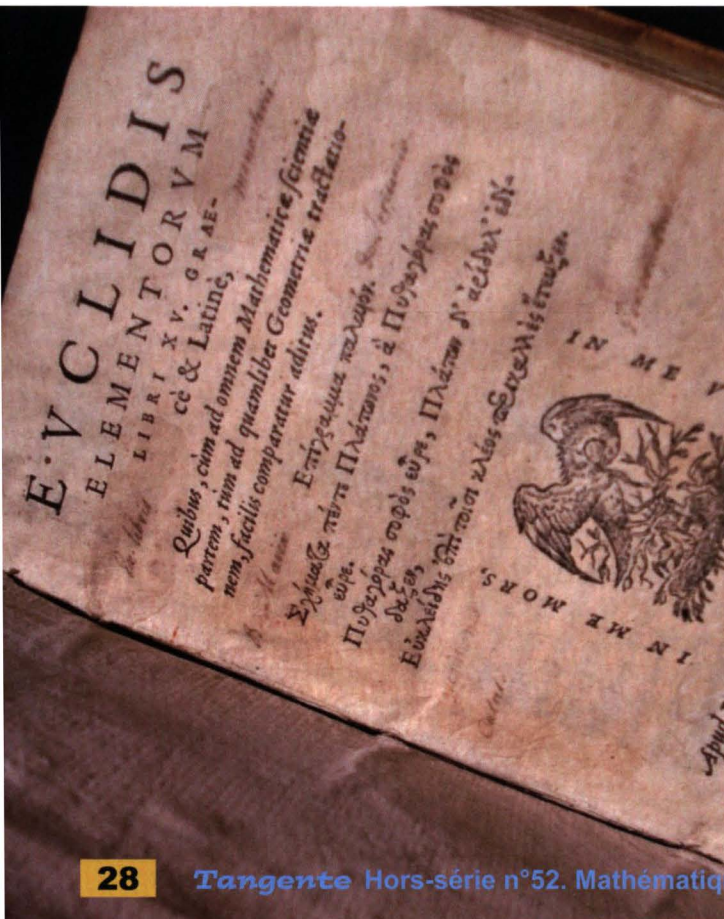 EVCLIDIS
ELEMENTORVM
LIBRI XV. GRAE-
cè & Latinè,
Quibus, cùm ad omnem Mathematicæ scientiæ
partem, tùm ad quamlibet Geometriæ tractatio-
nem, facilis comparatur aditus.
Ἐπίγραμμα παλαιόν.
Σχήματα πέντε Πλάτωνος, ἃ Πυθαγόρας σοφὸς
εὗρε.
Πυθαγόρας σοφὸς εὗρε, Πλάτων δ' ἀρίδηλ' ἐδί-
δαξεν,
Εὐκλείδης ἐπὶ τοῖσι κλέος περικαλλὲς ἔτευξεν.
IN ME
IN ME MORS,
28 Tangente Hors-série n°52. Mathématiq